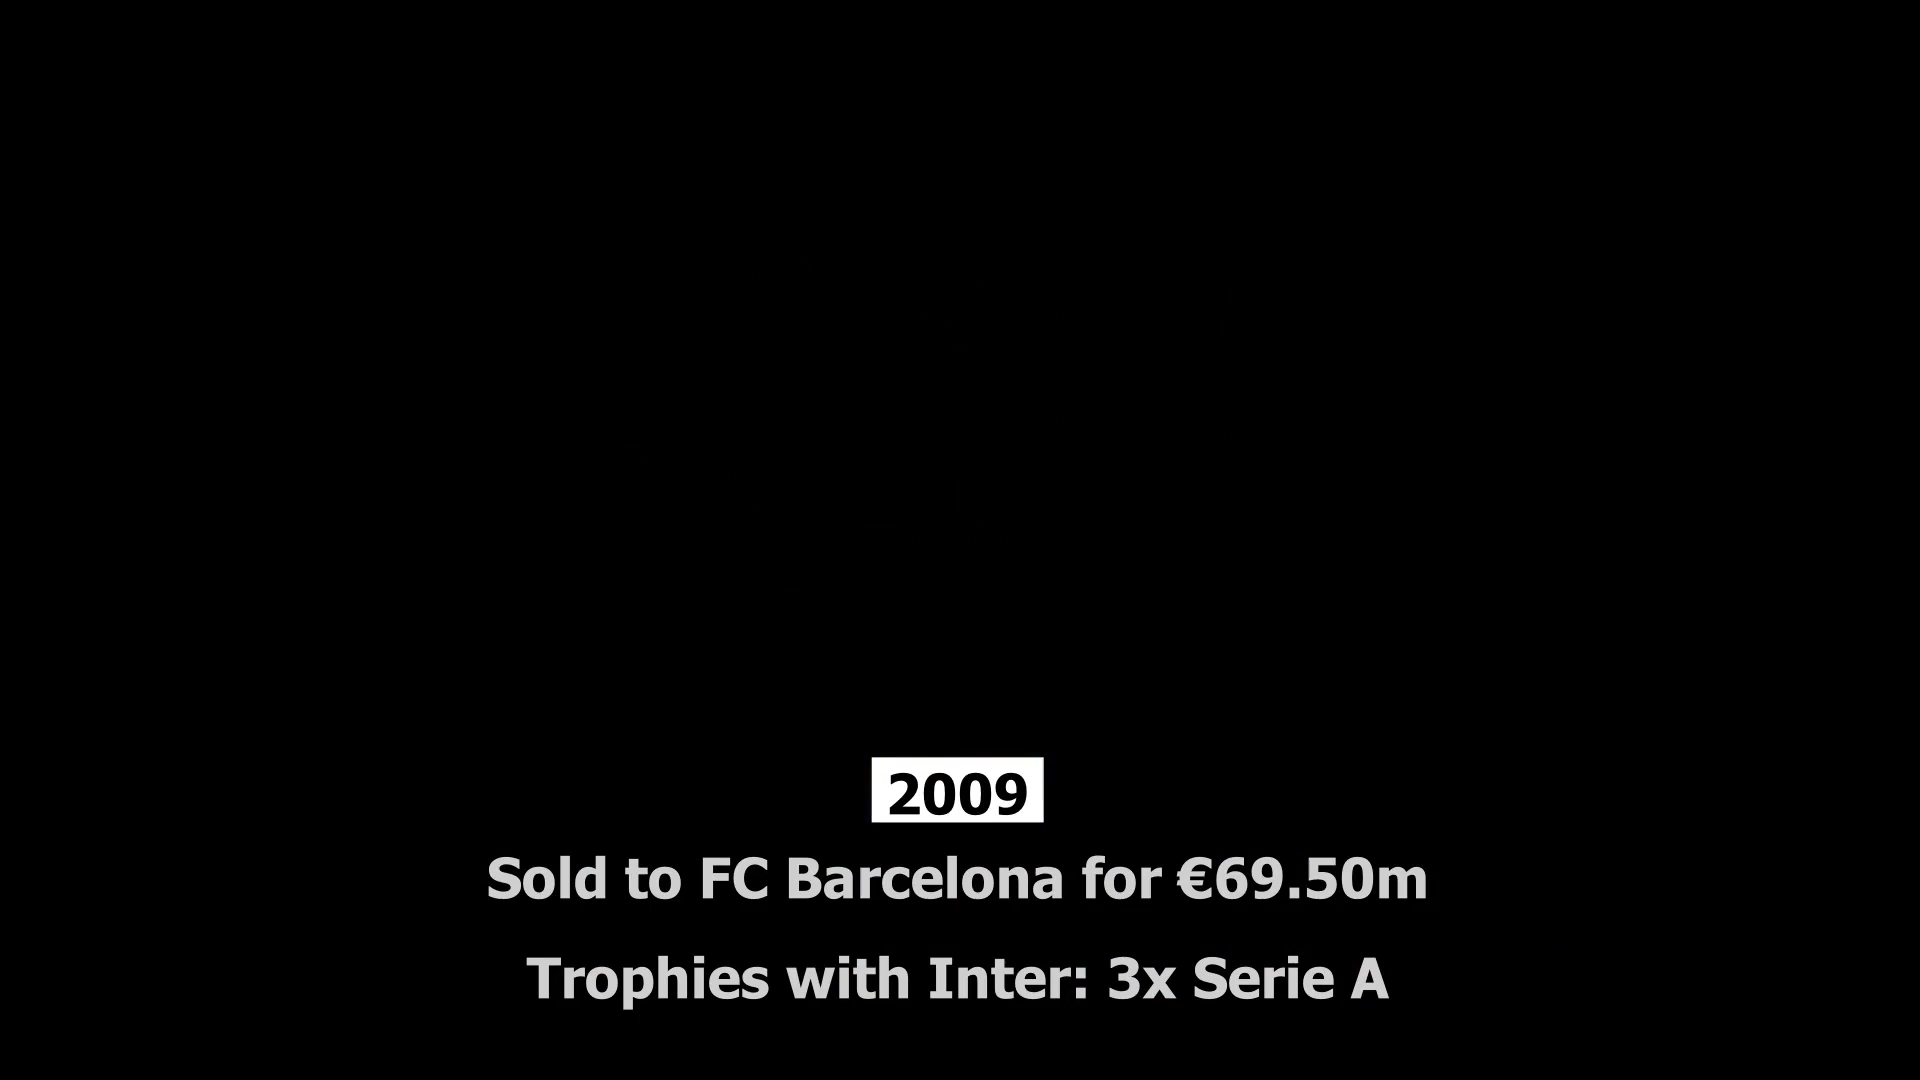 2009
Sold to FC Barcelona for €69.50m
Trophies with Inter: 3x Serie A